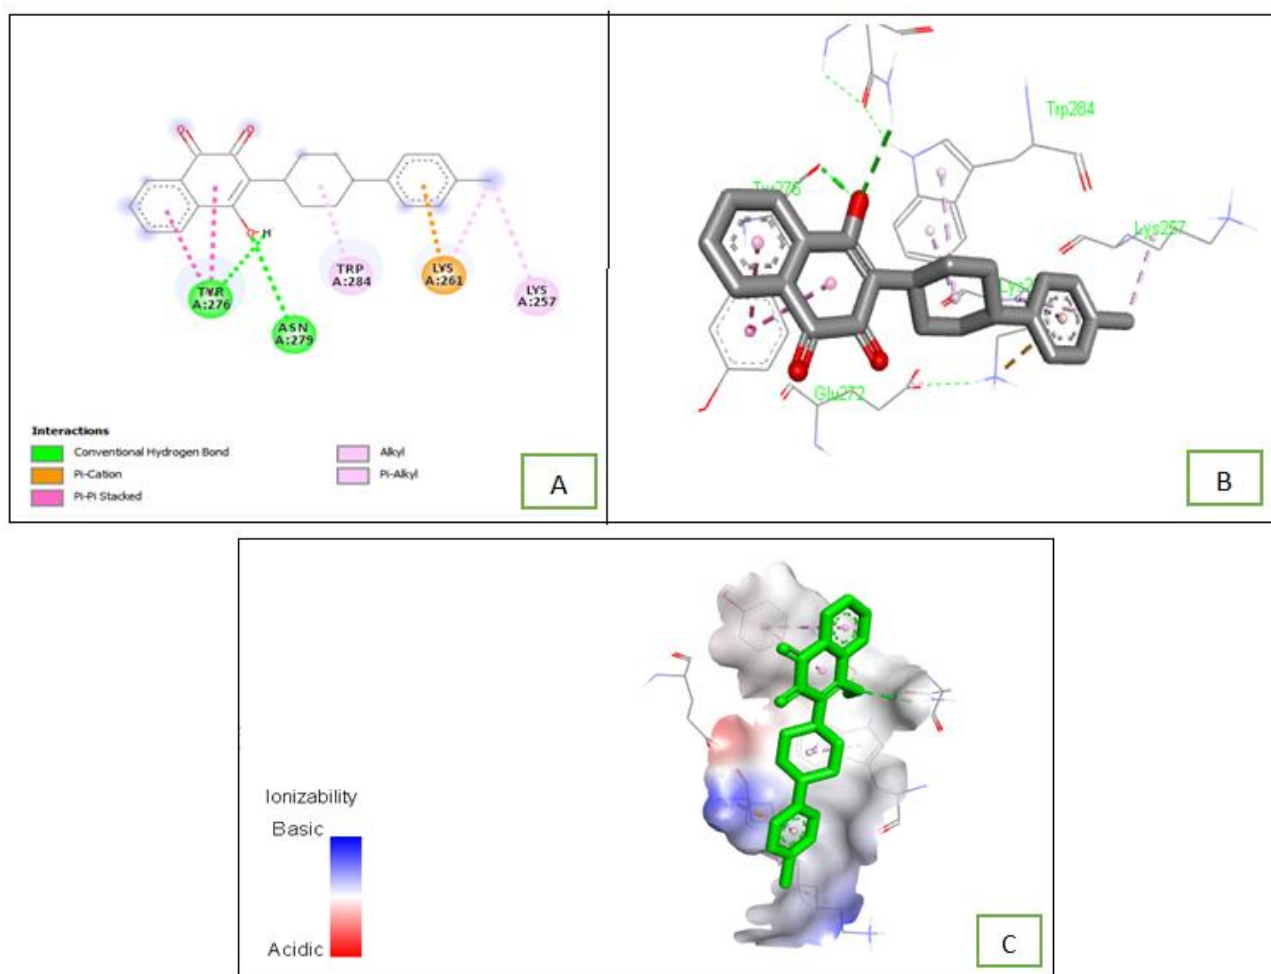 O
O
O
H
TYR
A:276
ASN
A:279
TRP
A:284
LYS
A:261
LYS
A:257
Interactions
Conventional Hydrogen Bond
Pi-Cation
Pi-Pi Stacked
Alkyl
Pi-Alkyl
A
Trp284
Lys257
Glu272
B
Ionizability
Basic
Acidic
C